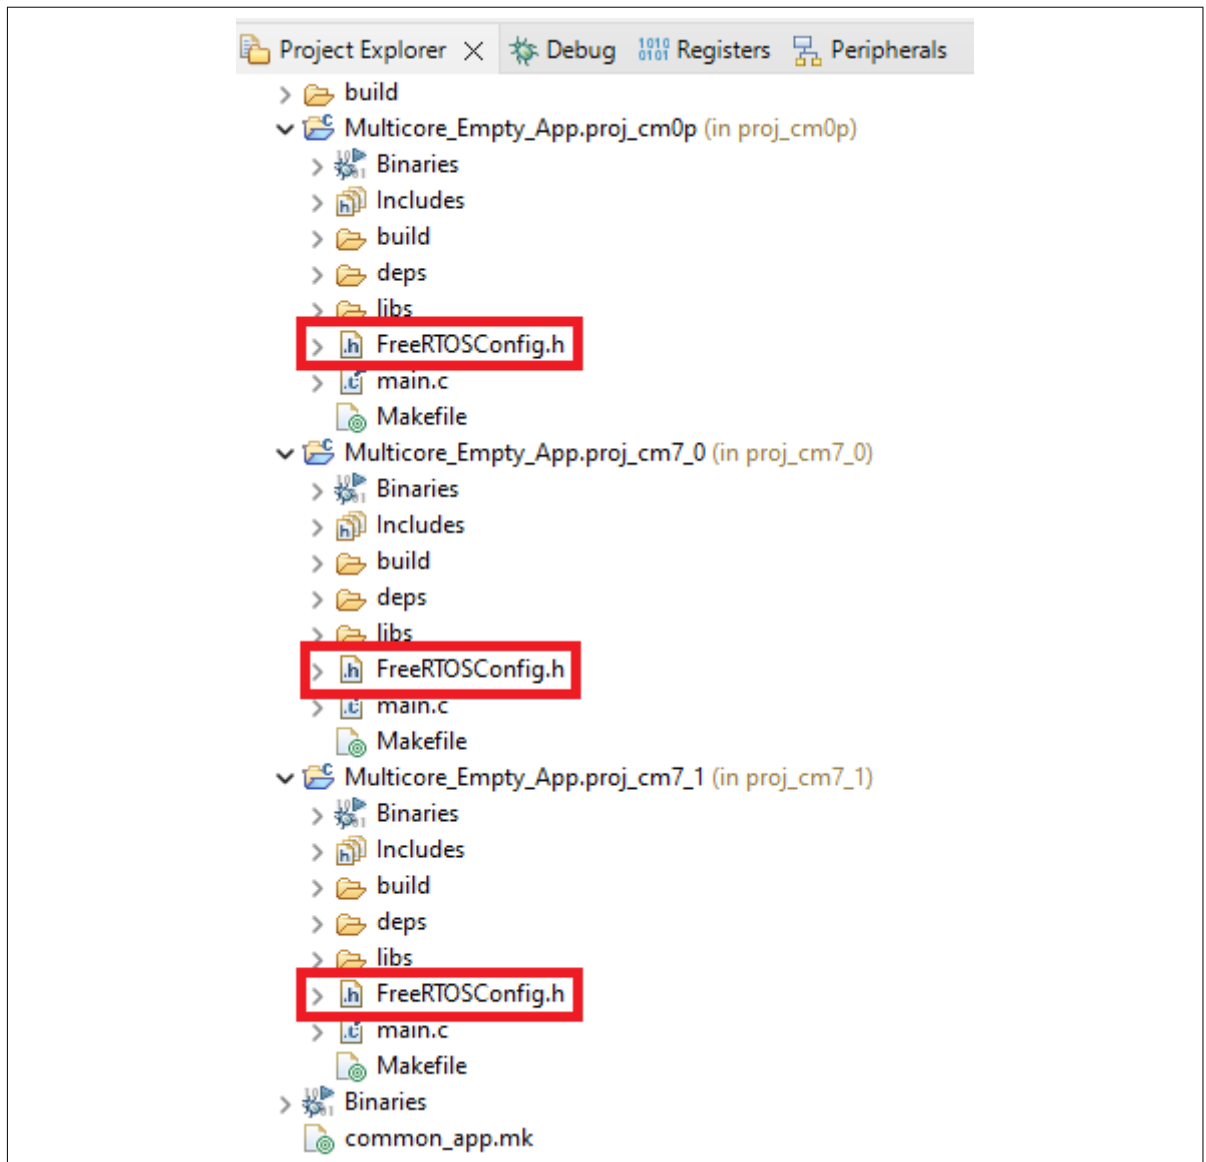 Project Explorer Debug Registers Peripherals
build
Multicore_Empty_App.proj_cm0p (in proj_cm0p)
Binaries
Includes
build
deps
libs
FreeRTOSConfig.h
main.c
Makefile
Multicore_Empty_App.proj_cm7_0 (in proj_cm7_0)
Binaries
Includes
build
deps
libs
FreeRTOSConfig.h
main.c
Makefile
Multicore_Empty_App.proj_cm7_1 (in proj_cm7_1)
Binaries
Includes
build
deps
libs
FreeRTOSConfig.h
main.c
Makefile
Binaries
common_app.mk